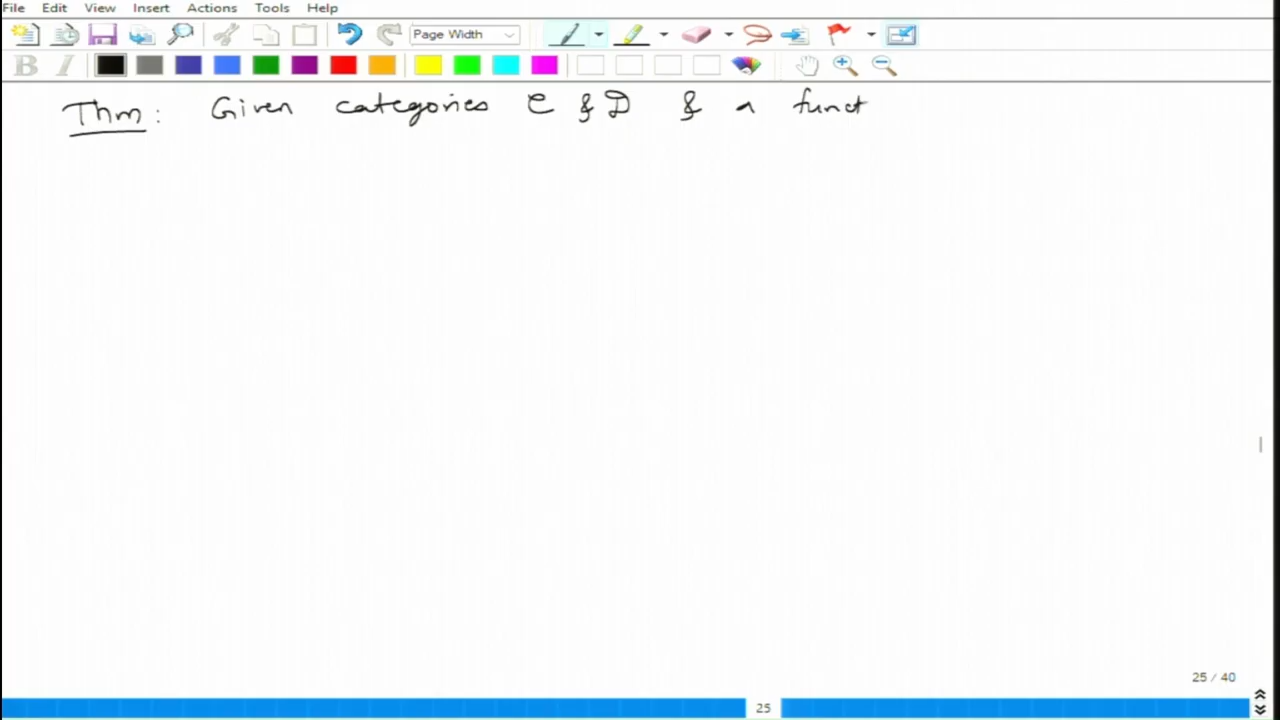 File Edit View Insert Actions Tools Help
Page Width
B I
Thm: Given categories C & D & a funct
25 / 40
25